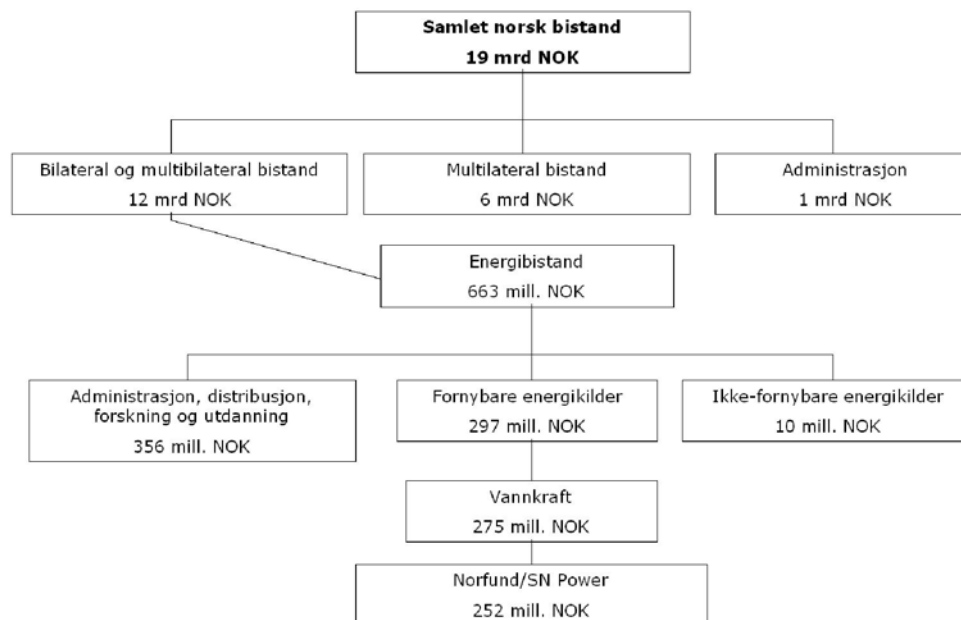 Samlet norsk bistand
19 mrd NOK
Bilateral og multibilateral bistand
12 mrd NOK
Multilateral bistand
6 mrd NOK
Administrasjon
1 mrd NOK
Energibistand
663 mill. NOK
Administrasjon, distribusjon,
forskning og utdanning
356 mill. NOK
Fornybare energikilder
297 mill. NOK
Ikke-fornybare energikilder
10 mill. NOK
Vannkraft
275 mill. NOK
Norfund/SN Power
252 mill. NOK